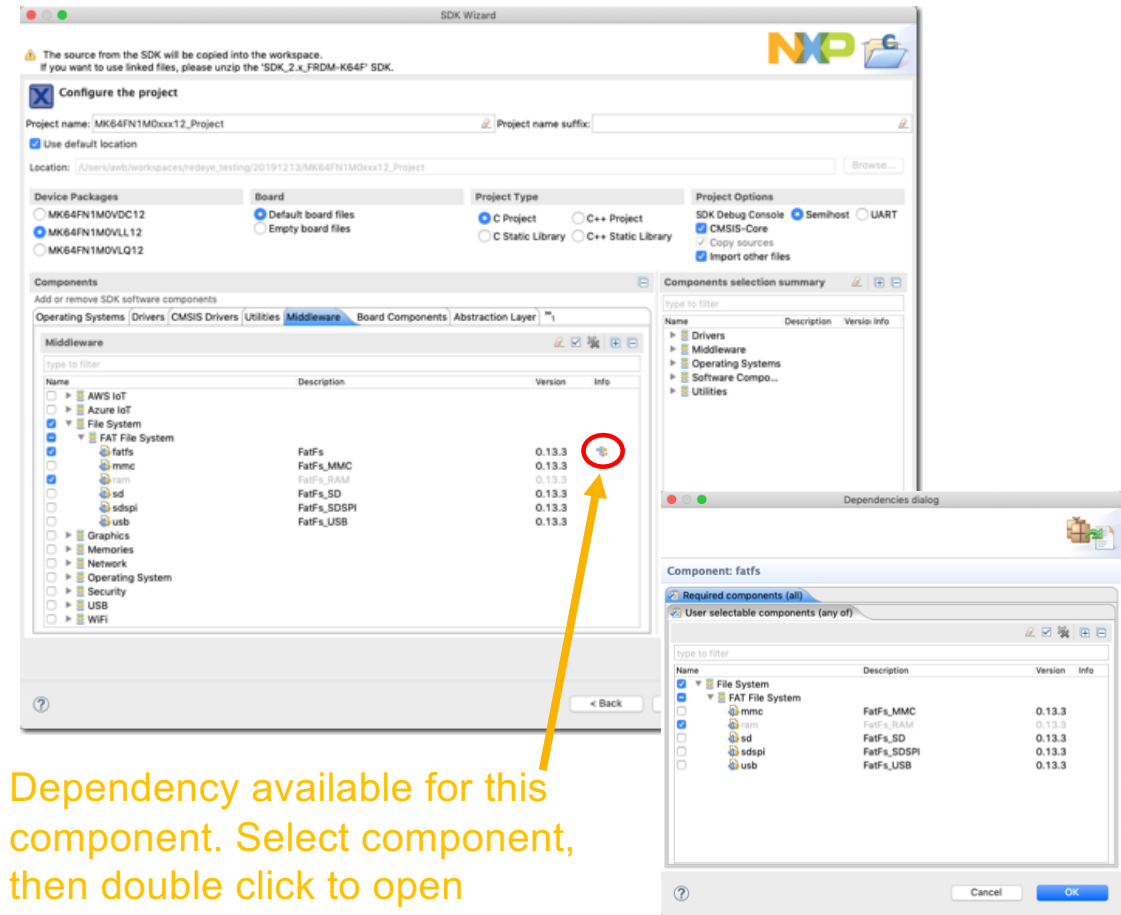 SDK Wizard
The source from the SDK will be copied into the workspace.
If you want to use linked files, please unzip the 'SDK_2.x_FRDM-K64F' SDK.
NXP
Configure the project
Project name: MK64FN1M0xxx12_Project
Project name suffix:
Use default location
Location: /Users/awb/workspaces/redeye_testing/20191213/MK64FN1M0xxx12_Project
Browse...
Device Packages
MK64FN1M0VDC12
MK64FN1M0VLL12
MK64FN1M0VLQ12
Board
Default board files
Empty board files
Project Type
C Project C++ Project
C Static Library C++ Static Library
Project Options
SDK Debug Console Semihost UART
CMSIS-Core
Copy sources
Import other files
Components
Add or remove SDK software components
Operating Systems Drivers CMSIS Drivers Utilities Middleware Board Components Abstraction Layer "1
Middleware
type to filter
Name Description Version Info
AWS IoT
Azure IoT
File System
FAT File System
fatfs FatFs 0.13.3
mmc FatFs_MMC 0.13.3
ram FatFs_RAM 0.13.3
sd FatFs_SD 0.13.3
sdspi FatFs_SDSPI 0.13.3
usb FatFs_USB 0.13.3
Graphics
Memories
Network
Operating System
Security
USB
WiFi
Components selection summary
type to filter
Name Description Versio Info
Drivers
Middleware
Operating Systems
Software Compo...
Utilities
? < Back
Dependencies dialog
Component: fatfs
Required components (all)
User selectable components (any of)
type to filter
Name Description Version Info
File System
FAT File System
mmc FatFs_MMC 0.13.3
ram FatFs_RAM 0.13.3
sd FatFs_SD 0.13.3
sdspi FatFs_SDSPI 0.13.3
usb FatFs_USB 0.13.3
? Cancel OK
Dependency available for this
component. Select component,
then double click to open